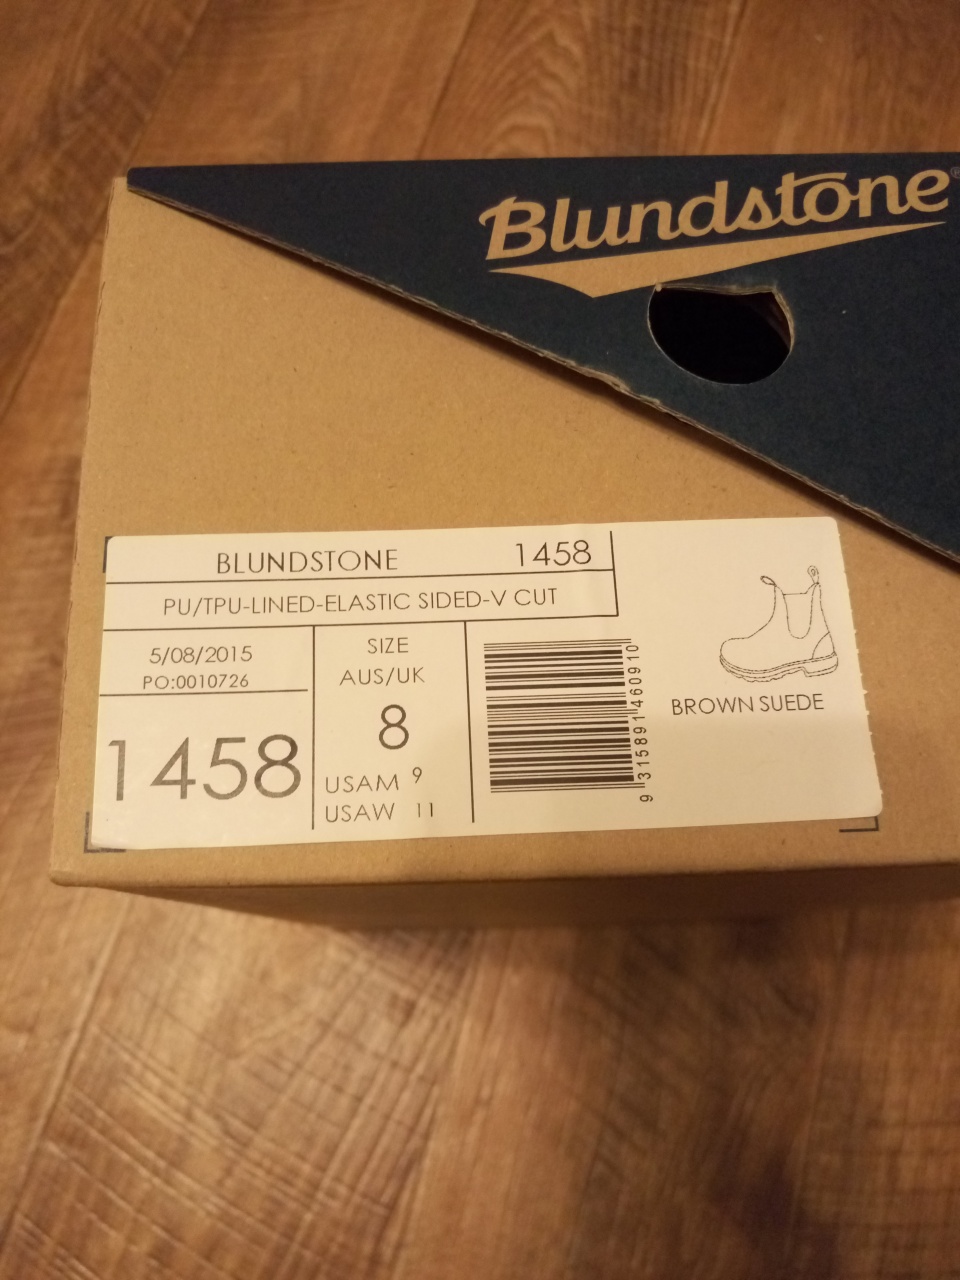 Blundstone®
BLUNDSTONE 1458
PU/TPU-LINED-ELASTIC SIDED-V CUT
5/08/2015
PO:0010726
1458
SIZE
AUS/UK
8
USAM 9
USAW 11
9 315891 460910
BROWN SUEDE